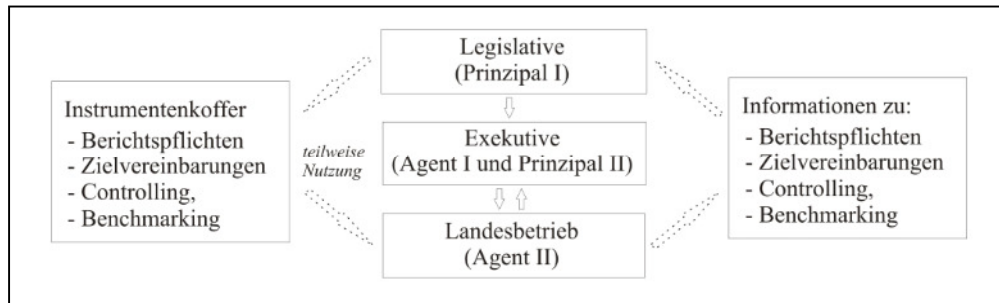 Legislative
(Prinzipal I)
Instrumentenkoffer
- Berichtspflichten
- Zielvereinbarungen
- Controlling,
- Benchmarking
teilweise
Nutzung
Exekutive
(Agent I und Prinzipal II)
Landesbetrieb
(Agent II)
Informationen zu:
- Berichtspflichten
- Zielvereinbarungen
- Controlling,
- Benchmarking